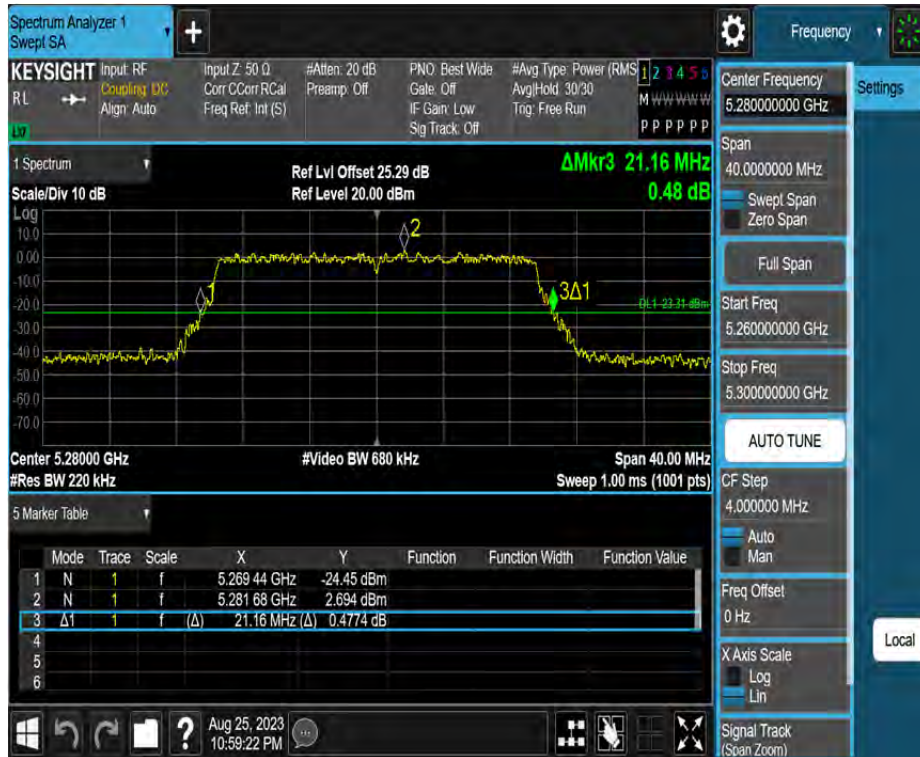 Spectrum Analyzer 1
Swept SA
+
Frequency
KEYSIGHT
RL
LXI
Input: RF
Coupling: DC
Align: Auto
Input Z: 50 Ω
Corr CCorr RCal
Freq Ref: Int (S)
#Atten: 20 dB
Preamp: Off
PNO: Best Wide
Gate: Off
IF Gain: Low
Sig Track: Off
#Avg Type: Power (RMS
Avg|Hold: 30/30
Trig: Free Run
1 2 3 4 5 6
M W W W W W
P P P P P P
1 Spectrum
Scale/Div 10 dB
Ref Lvl Offset 25.29 dB
Ref Level 20.00 dBm
ΔMkr3 21.16 MHz
0.48 dB
Log
10.0
0.00
-10.0
-20.0
-30.0
-40.0
-50.0
-60.0
-70.0
1
2
3Δ1
DL1 -23.31 dBm
Center 5.28000 GHz
#Video BW 680 kHz
Span 40.00 MHz
#Res BW 220 kHz
Sweep 1.00 ms (1001 pts)
5 Marker Table
Mode Trace Scale X Y Function Function Width Function Value
1 N 1 f 5.269 44 GHz -24.45 dBm
2 N 1 f 5.281 68 GHz 2.694 dBm
3 Δ1 1 f (Δ) 21.16 MHz (Δ) 0.4774 dB
4
5
6
?
Aug 25, 2023
10:59:22 PM
Center Frequency
5.280000000 GHz
Span
40.0000000 MHz
Swept Span
Zero Span
Full Span
Start Freq
5.260000000 GHz
Stop Freq
5.300000000 GHz
AUTO TUNE
CF Step
4.000000 MHz
Auto
Man
Freq Offset
0 Hz
X Axis Scale
Log
Lin
Signal Track
(Span Zoom)
Settings
Local